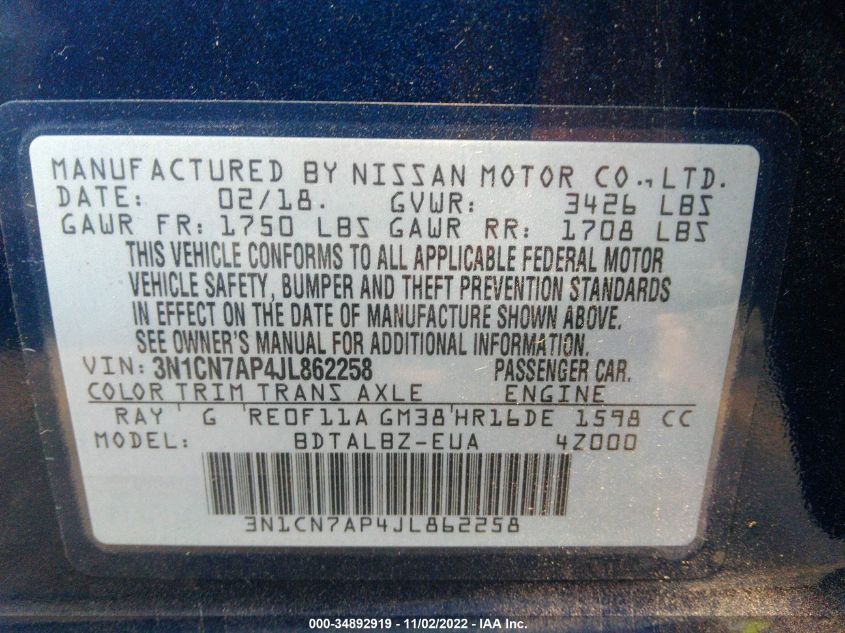 MANUFACTURED BY NISSAN MOTOR CO., LTD.
DATE: 02/18. GVWR: 3426 LBS
GAWR FR: 1750 LBS GAWR RR: 1708 LBS
THIS VEHICLE CONFORMS TO ALL APPLICABLE FEDERAL MOTOR
VEHICLE SAFETY, BUMPER AND THEFT PREVENTION STANDARDS
IN EFFECT ON THE DATE OF MANUFACTURE SHOWN ABOVE.
SEE OWNER'S MANUAL FOR ADDITIONAL INFORMATION.
VIN: 3N1CN7AP4JL862258 PASSENGER CAR.
COLOR TRIM TRANS AXLE ENGINE
RAY ' G 'RE0F11A GM38'HR16DE 1598 CC
MODEL: BDTALBZ-EUA 4Z000
3N1CN7AP4JL862258
000-34892919 - 11/02/2022 - IAA Inc.